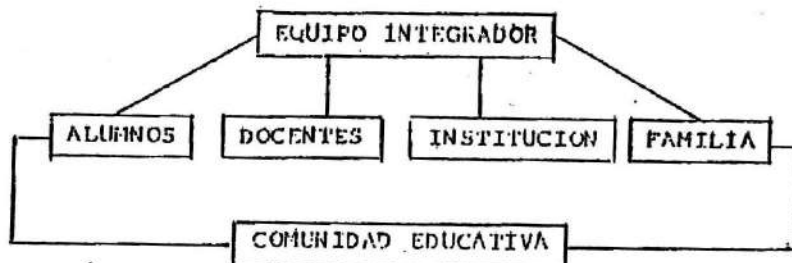 EQUIPO INTEGRADOR
ALUMNOS DOCENTES INSTITUCION FAMILIA
COMUNIDAD EDUCATIVA